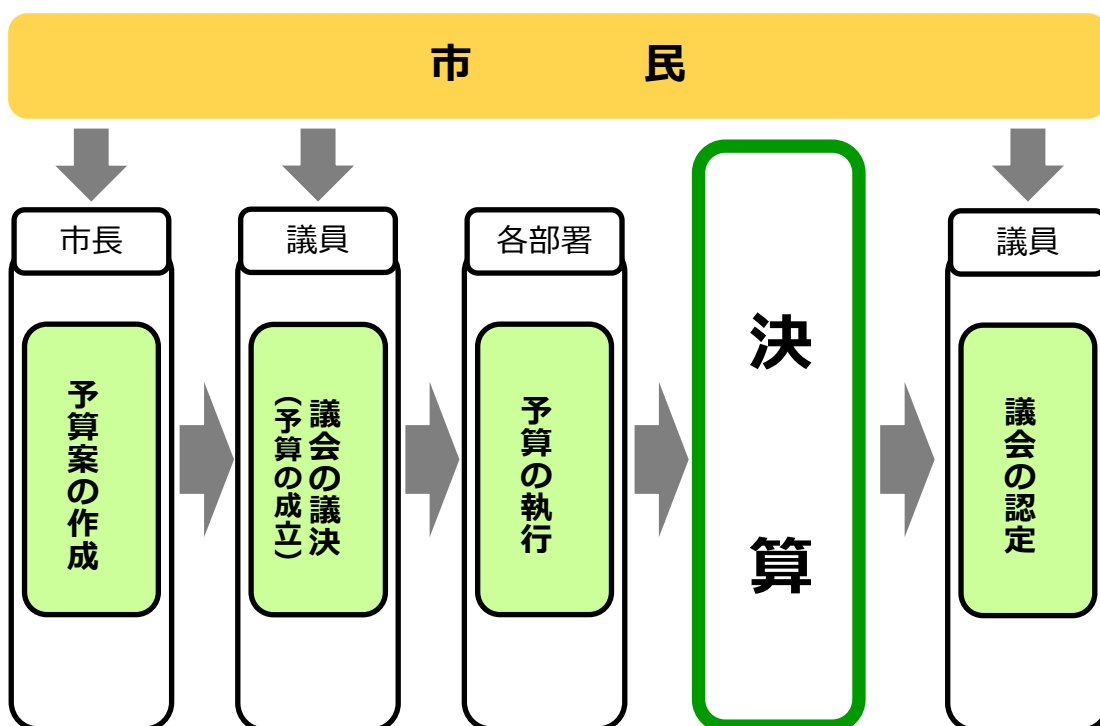 市民
市長
予算案の作成
議員
議会の議決
(予算の成立)
各部署
予算の執行
決算
議員
議会の認定